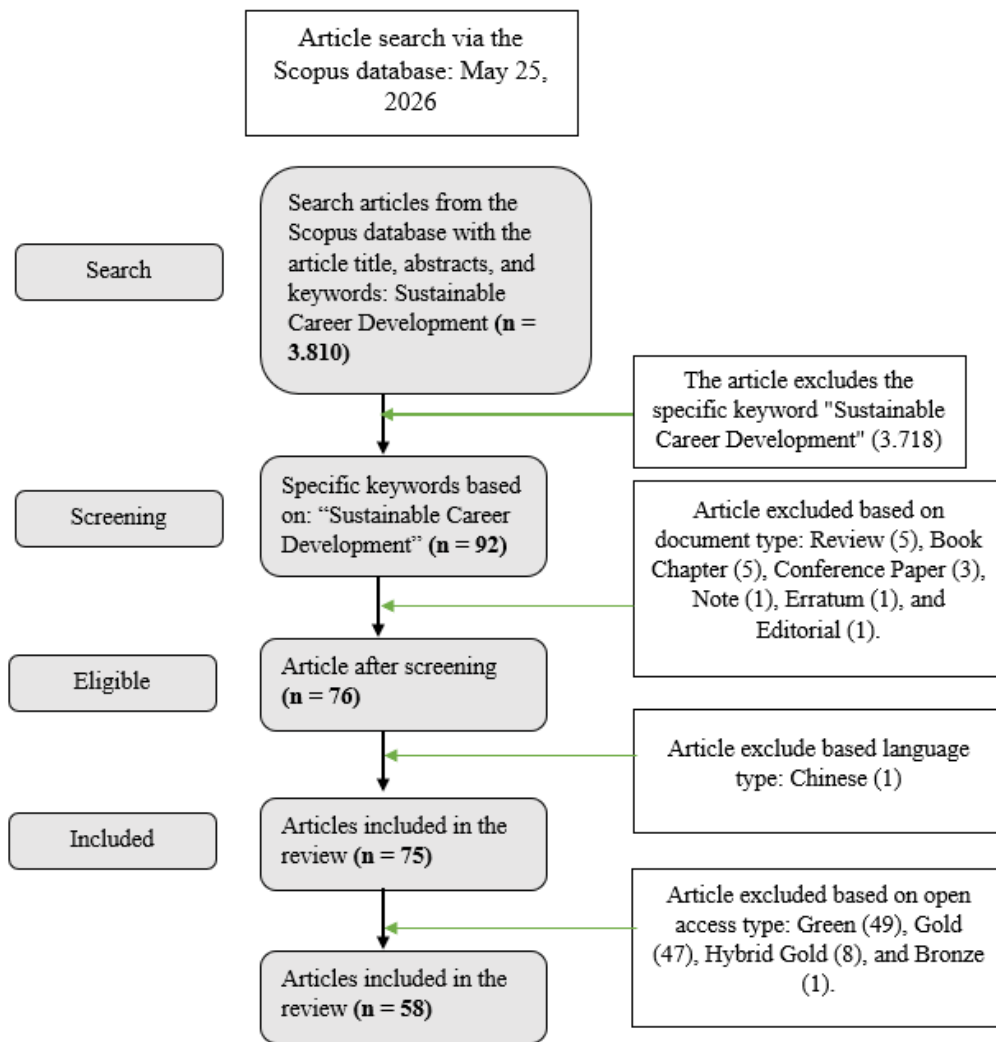 Article search via the
Scopus database: May 25,
2026
Search
Search articles from the
Scopus database with the
article title, abstracts, and
keywords: Sustainable
Career Development (n =
3.810)
The article excludes the
specific keyword "Sustainable
Career Development" (3.718)
Screening
Specific keywords based
on: “Sustainable Career
Development” (n = 92)
Article excluded based on
document type: Review (5), Book
Chapter (5), Conference Paper (3),
Note (1), Erratum (1), and
Editorial (1).
Eligible
Article after screening
(n = 76)
Article exclude based language
type: Chinese (1)
Included
Articles included in the
review (n = 75)
Article excluded based on open
access type: Green (49), Gold
(47), Hybrid Gold (8), and Bronze
(1).
Articles included in the
review (n = 58)